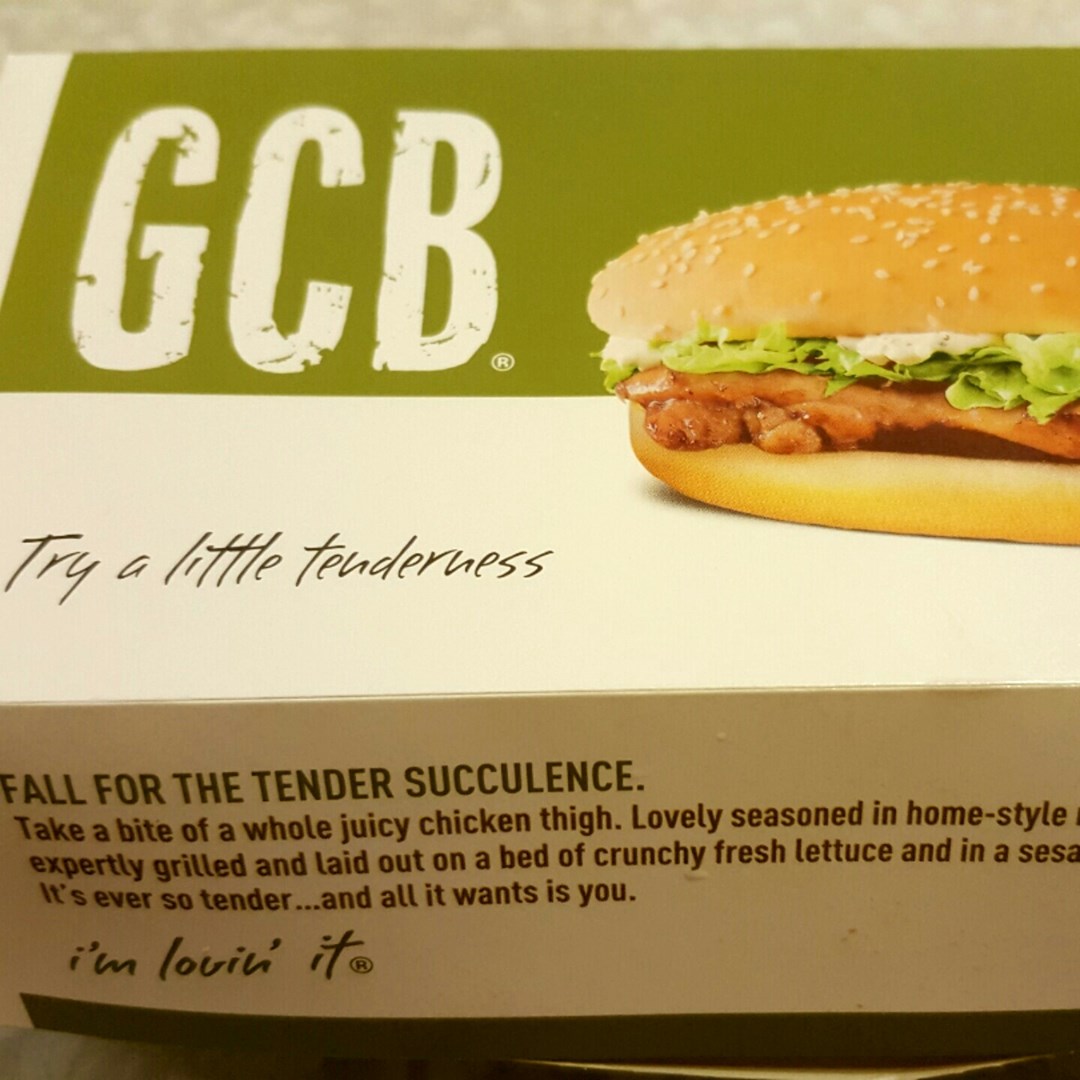 GCB®
Try a little tenderness
FALL FOR THE TENDER SUCCULENCE.
Take a bite of a whole juicy chicken thigh. Lovely seasoned in home-style
expertly grilled and laid out on a bed of crunchy fresh lettuce and in a sesa
It's ever so tender...and all it wants is you.
i'm lovin' it®